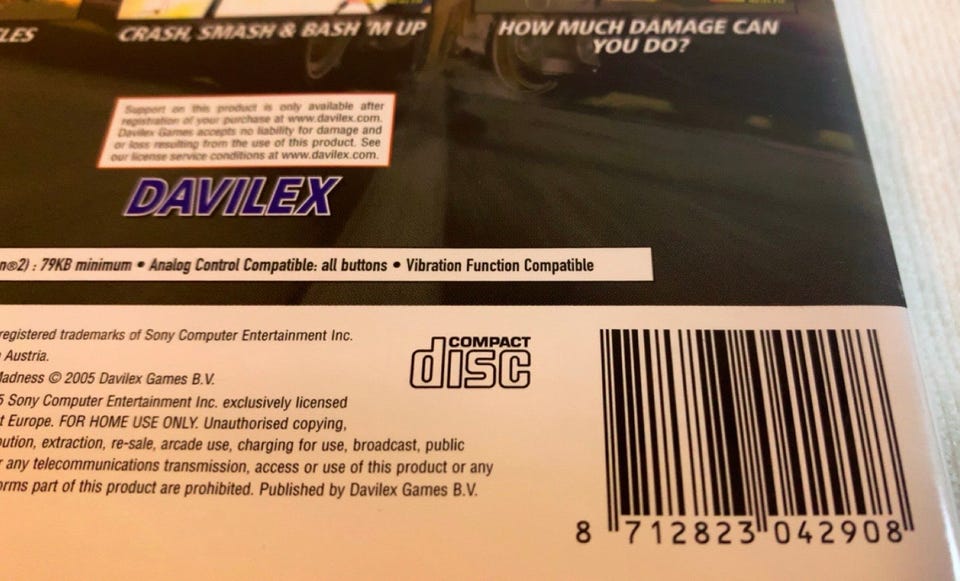 LES
CRASH, SMASH & BASH 'M UP
HOW MUCH DAMAGE CAN
YOU DO?
Support on this product is only available after
registration of your purchase at www.davilex.com.
Davilex Games accepts no liability for damage and
or loss resulting from the use of this product. See
our license service conditions at www.davilex.com.
DAVILEX
n®2) : 79KB minimum • Analog Control Compatible: all buttons • Vibration Function Compatible
registered trademarks of Sony Computer Entertainment Inc.
Austria.
Madness © 2005 Davilex Games B.V.
5 Sony Computer Entertainment Inc. exclusively licensed
t Europe. FOR HOME USE ONLY. Unauthorised copying,
ution, extraction, re-sale, arcade use, charging for use, broadcast, public
r any telecommunications transmission, access or use of this product or any
orms part of this product are prohibited. Published by Davilex Games B.V.
COMPACT
disc
8 712823 042908